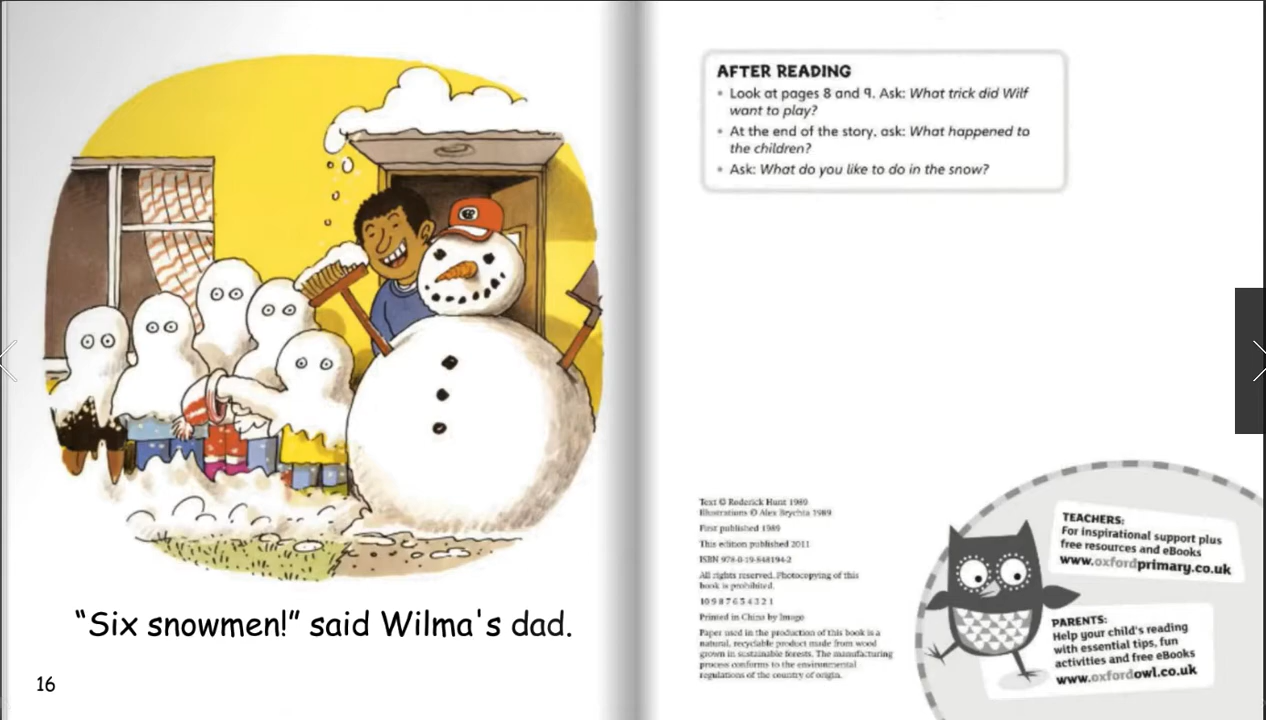 "Six snowmen!" said Wilma's dad.
16
AFTER READING
• Look at pages 8 and 9. Ask: What trick did Wilf
want to play?
• At the end of the story, ask: What happened to
the children?
• Ask: What do you like to do in the snow?
Text © Roderick Hunt 1989
Illustrations © Alex Brychta 1989
First published 1989
This edition published 2011
ISBN 978-0-19-848194-2
All rights reserved. Photocopying of this
book is prohibited.
10 9 8 7 6 5 4 3 2 1
Printed in China by Imago
Paper used in the production of this book is a
natural, recyclable product made from wood
grown in sustainable forests. The manufacturing
process conforms to the environmental
regulations of the country of origin.
TEACHERS:
For inspirational support plus
free resources and eBooks
www.oxfordprimary.co.uk
PARENTS:
Help your child's reading
with essential tips, fun
activities and free eBooks
www.oxfordowl.co.uk